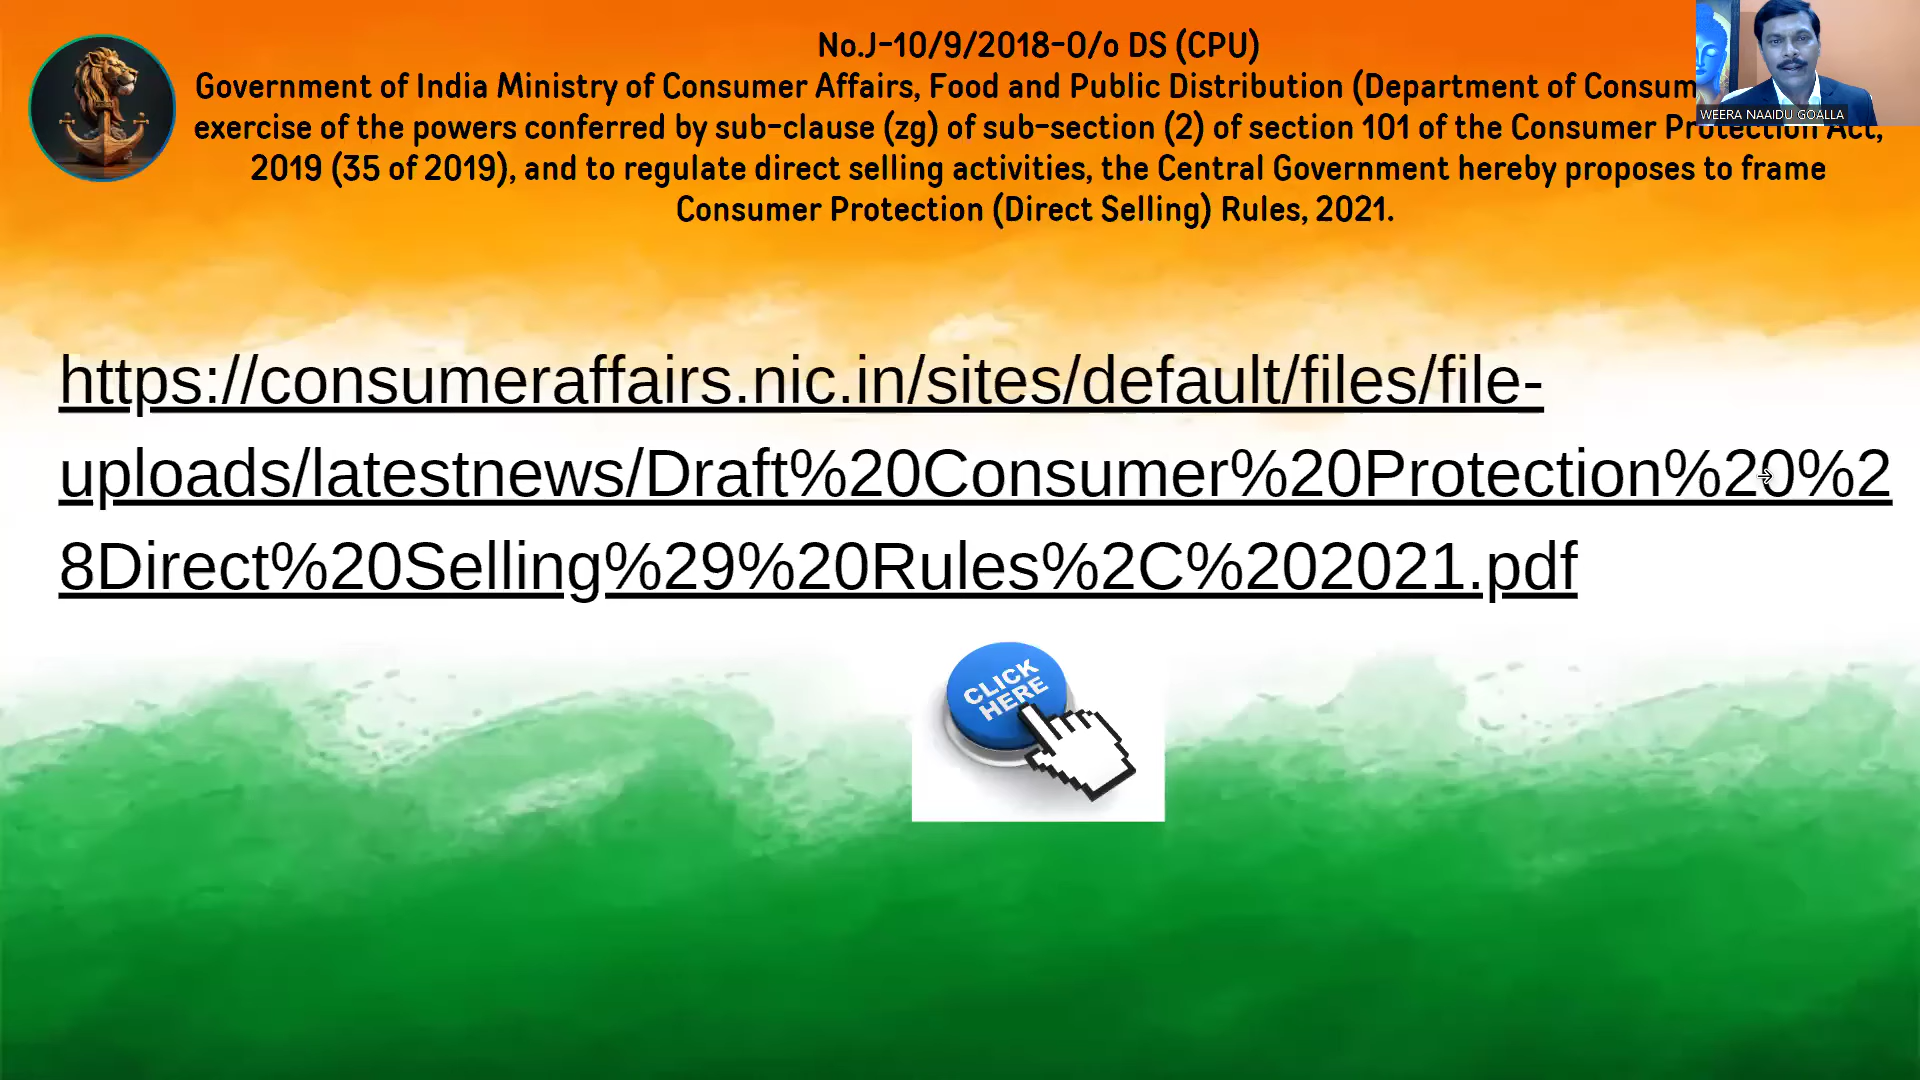 No.J-10/9/2018-O/o DS (CPU)
Government of India Ministry of Consumer Affairs, Food and Public Distribution (Department of Consum
WEERA NAAIDU GOALLA
exercise of the powers conferred by sub-clause (zg) of sub-section (2) of section 101 of the Consumer Protection Act,
2019 (35 of 2019), and to regulate direct selling activities, the Central Government hereby proposes to frame
Consumer Protection (Direct Selling) Rules, 2021.
https://consumeraffairs.nic.in/sites/default/files/file-
uploads/latestnews/Draft%20Consumer%20Protection%20%2
8Direct%20Selling%29%20Rules%2C%202021.pdf
CLICK
HERE